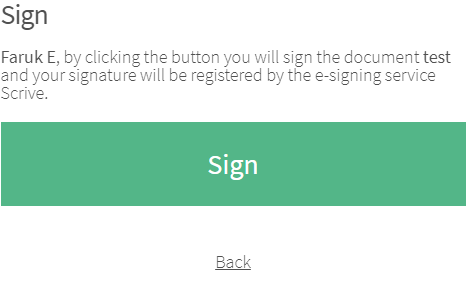 Sign
Faruk E, by clicking the button you will sign the document test
and your signature will be registered by the e-signing service
Scrive.
Sign
Back